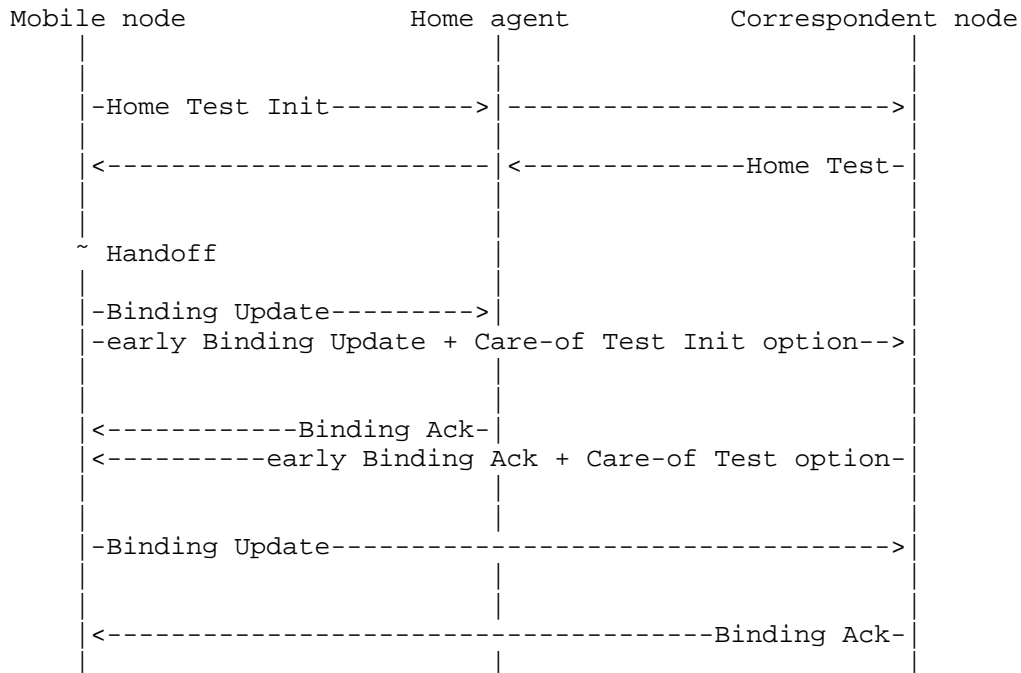 Mobile node Home agent Correspondent node
-Home Test Init--------->|------------------------>
<------------------------|<--------------Home Test-
~ Handoff
-Binding Update--------->
-early Binding Update + Care-of Test Init option-->
<------------Binding Ack-
<----------early Binding Ack + Care-of Test option-
-Binding Update----------------------------------->
<--------------------------------------Binding Ack-